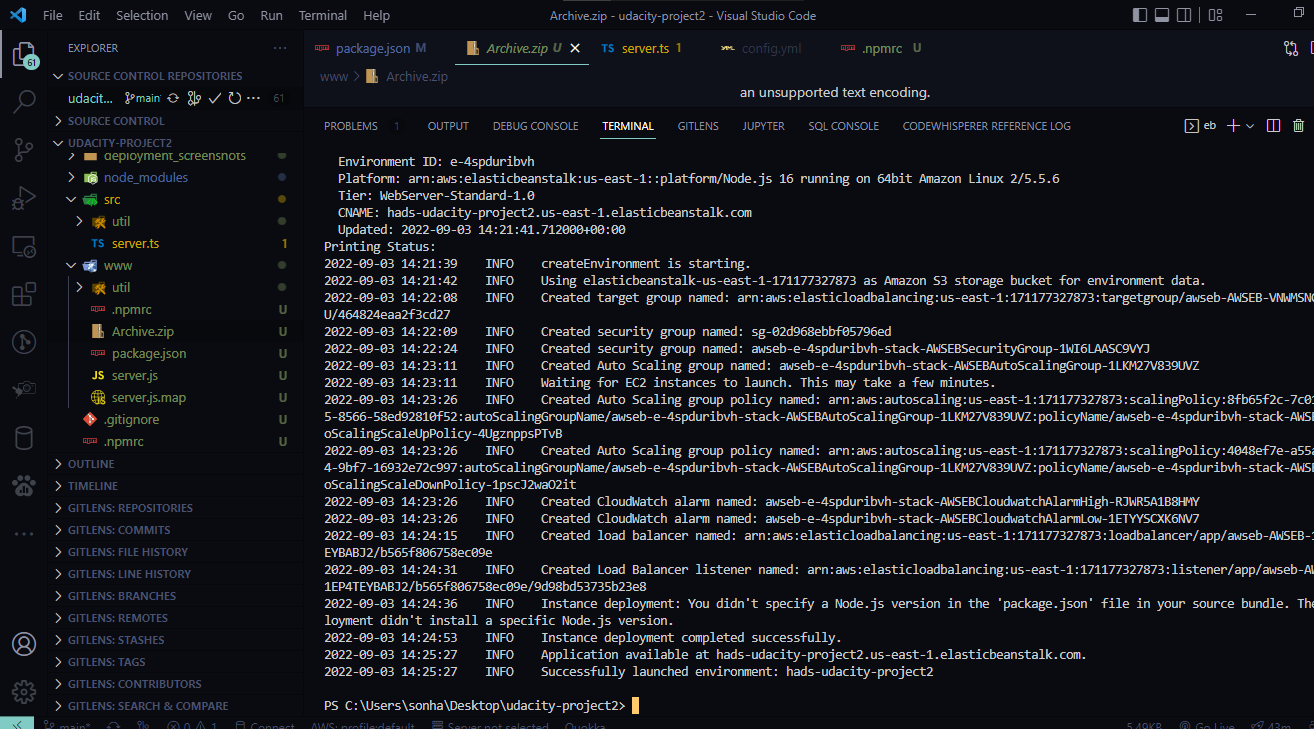 File Edit Selection View Go Run Terminal Help Archive.zip - udacity-project2 - Visual Studio Code
EXPLORER ···
61
SOURCE CONTROL REPOSITORIES
udacit... main 61
SOURCE CONTROL
UDACITY-PROJECT2
deployment_screenshots
node_modules
src
util
TS server.ts 1
www
util
.npmrc U
Archive.zip U
package.json U
JS server.js U
server.js.map U
.gitignore U
.npmrc U
OUTLINE
TIMELINE
GITLENS: REPOSITORIES
GITLENS: COMMITS
GITLENS: FILE HISTORY
GITLENS: LINE HISTORY
GITLENS: BRANCHES
GITLENS: REMOTES
GITLENS: STASHES
GITLENS: TAGS
GITLENS: CONTRIBUTORS
GITLENS: SEARCH & COMPARE
package.json M Archive.zip U TS server.ts 1 config.yml .npmrc U
www > Archive.zip
an unsupported text encoding.
PROBLEMS 1 OUTPUT DEBUG CONSOLE TERMINAL GITLENS JUPYTER SQL CONSOLE CODEWHISPERER REFERENCE LOG eb
Environment ID: e-4spduribvh
Platform: arn:aws:elasticbeanstalk:us-east-1::platform/Node.js 16 running on 64bit Amazon Linux 2/5.5.6
Tier: WebServer-Standard-1.0
CNAME: hads-udacity-project2.us-east-1.elasticbeanstalk.com
Updated: 2022-09-03 14:21:41.712000+00:00
Printing Status:
2022-09-03 14:21:39 INFO createEnvironment is starting.
2022-09-03 14:21:42 INFO Using elasticbeanstalk-us-east-1-171177327873 as Amazon S3 storage bucket for environment data.
2022-09-03 14:22:08 INFO Created target group named: arn:aws:elasticloadbalancing:us-east-1:171177327873:targetgroup/awseb-AWSEB-VNWMSN
U/464824eaa2f3cd27
2022-09-03 14:22:09 INFO Created security group named: sg-02d968ebbf05796ed
2022-09-03 14:22:24 INFO Created security group named: awseb-e-4spduribvh-stack-AWSEBSecurityGroup-1WI6LAASC9VYJ
2022-09-03 14:23:11 INFO Created Auto Scaling group named: awseb-e-4spduribvh-stack-AWSEBAutoScalingGroup-1LKM27V839UVZ
2022-09-03 14:23:11 INFO Waiting for EC2 instances to launch. This may take a few minutes.
2022-09-03 14:23:26 INFO Created Auto Scaling group policy named: arn:aws:autoscaling:us-east-1:171177327873:scalingPolicy:8fb65f2c-7c01
5-8566-58ed92810f52:autoScalingGroupName/awseb-e-4spduribvh-stack-AWSEBAutoScalingGroup-1LKM27V839UVZ:policyName/awseb-e-4spduribvh-stack-AWSE
oScalingScaleUpPolicy-4UgznppsPTvB
2022-09-03 14:23:26 INFO Created Auto Scaling group policy named: arn:aws:autoscaling:us-east-1:171177327873:scalingPolicy:4048ef7e-a55a
4-9bf7-16932e72c997:autoScalingGroupName/awseb-e-4spduribvh-stack-AWSEBAutoScalingGroup-1LKM27V839UVZ:policyName/awseb-e-4spduribvh-stack-AWSE
oScalingScaleDownPolicy-1pscJ2waO2it
2022-09-03 14:23:26 INFO Created CloudWatch alarm named: awseb-e-4spduribvh-stack-AWSEBCloudwatchAlarmHigh-RJWR5A1B8HMY
2022-09-03 14:23:26 INFO Created CloudWatch alarm named: awseb-e-4spduribvh-stack-AWSEBCloudwatchAlarmLow-1ETYYSCXK6NV7
2022-09-03 14:24:15 INFO Created load balancer named: arn:aws:elasticloadbalancing:us-east-1:171177327873:loadbalancer/app/awseb-AWSEB-1
EYBABJ2/b565f806758ec09e
2022-09-03 14:24:31 INFO Created Load Balancer listener named: arn:aws:elasticloadbalancing:us-east-1:171177327873:listener/app/awseb-AW
1EP4TEYBABJ2/b565f806758ec09e/9d98bd53735b23e8
2022-09-03 14:24:36 INFO Instance deployment: You didn't specify a Node.js version in the 'package.json' file in your source bundle. The
loyment didn't install a specific Node.js version.
2022-09-03 14:24:53 INFO Instance deployment completed successfully.
2022-09-03 14:25:27 INFO Application available at hads-udacity-project2.us-east-1.elasticbeanstalk.com.
2022-09-03 14:25:27 INFO Successfully launched environment: hads-udacity-project2
PS C:\Users\sonha\Desktop\udacity-project2>
main* 0 1 Connect AWS: profile:default Server not selected Quokka 5.49KB Go Live 43m